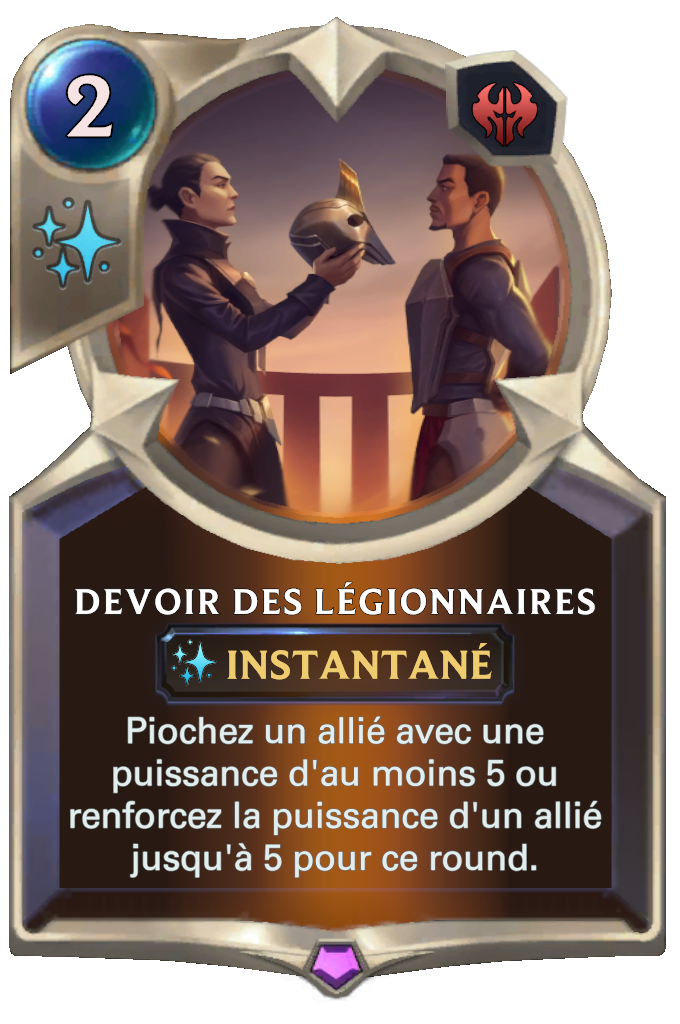 2
DEVOIR DES LÉGIONNAIRES
INSTANTANÉ
Piochez un allié avec une
puissance d'au moins 5 ou
renforcez la puissance d'un allié
jusqu'à 5 pour ce round.